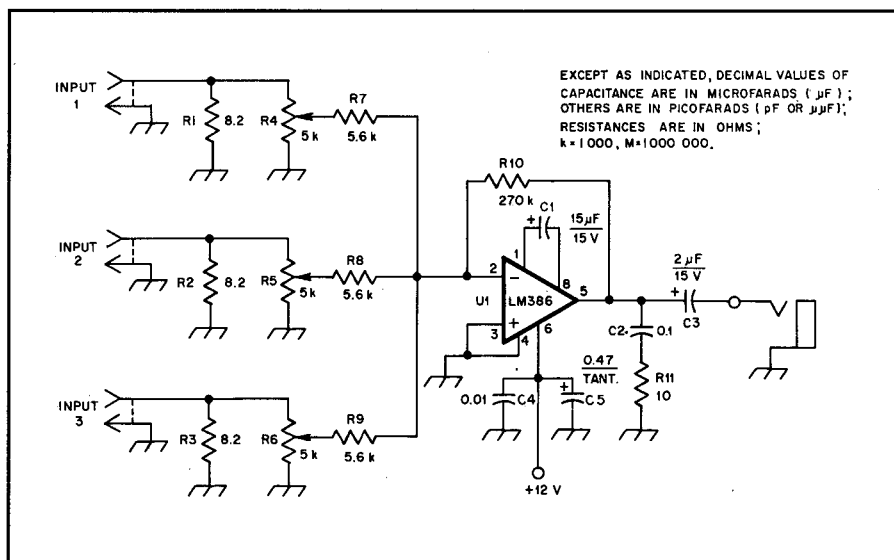 EXCEPT AS INDICATED, DECIMAL VALUES OF
CAPACITANCE ARE IN MICROFARADS ( µF ) ;
OTHERS ARE IN PICOFARADS ( pF OR µµF);
RESISTANCES ARE IN OHMS ;
k=1000, M=1000 000.
INPUT
1
R1
8.2
R4
5k
R7
5.6 k
R10
270 k
C1
+
15µF
15 V
INPUT
2
R2
8.2
R5
5k
R8
5.6k
1
2
−
8
U1
LM386
5
+
3
4
6
2 µF
15 V
+
C3
C2
0.1
R11
10
0.47
TANT.
0.01
C4
+
C5
+12 V
INPUT
3
R3
8.2
R6
5k
R9
5.6 k